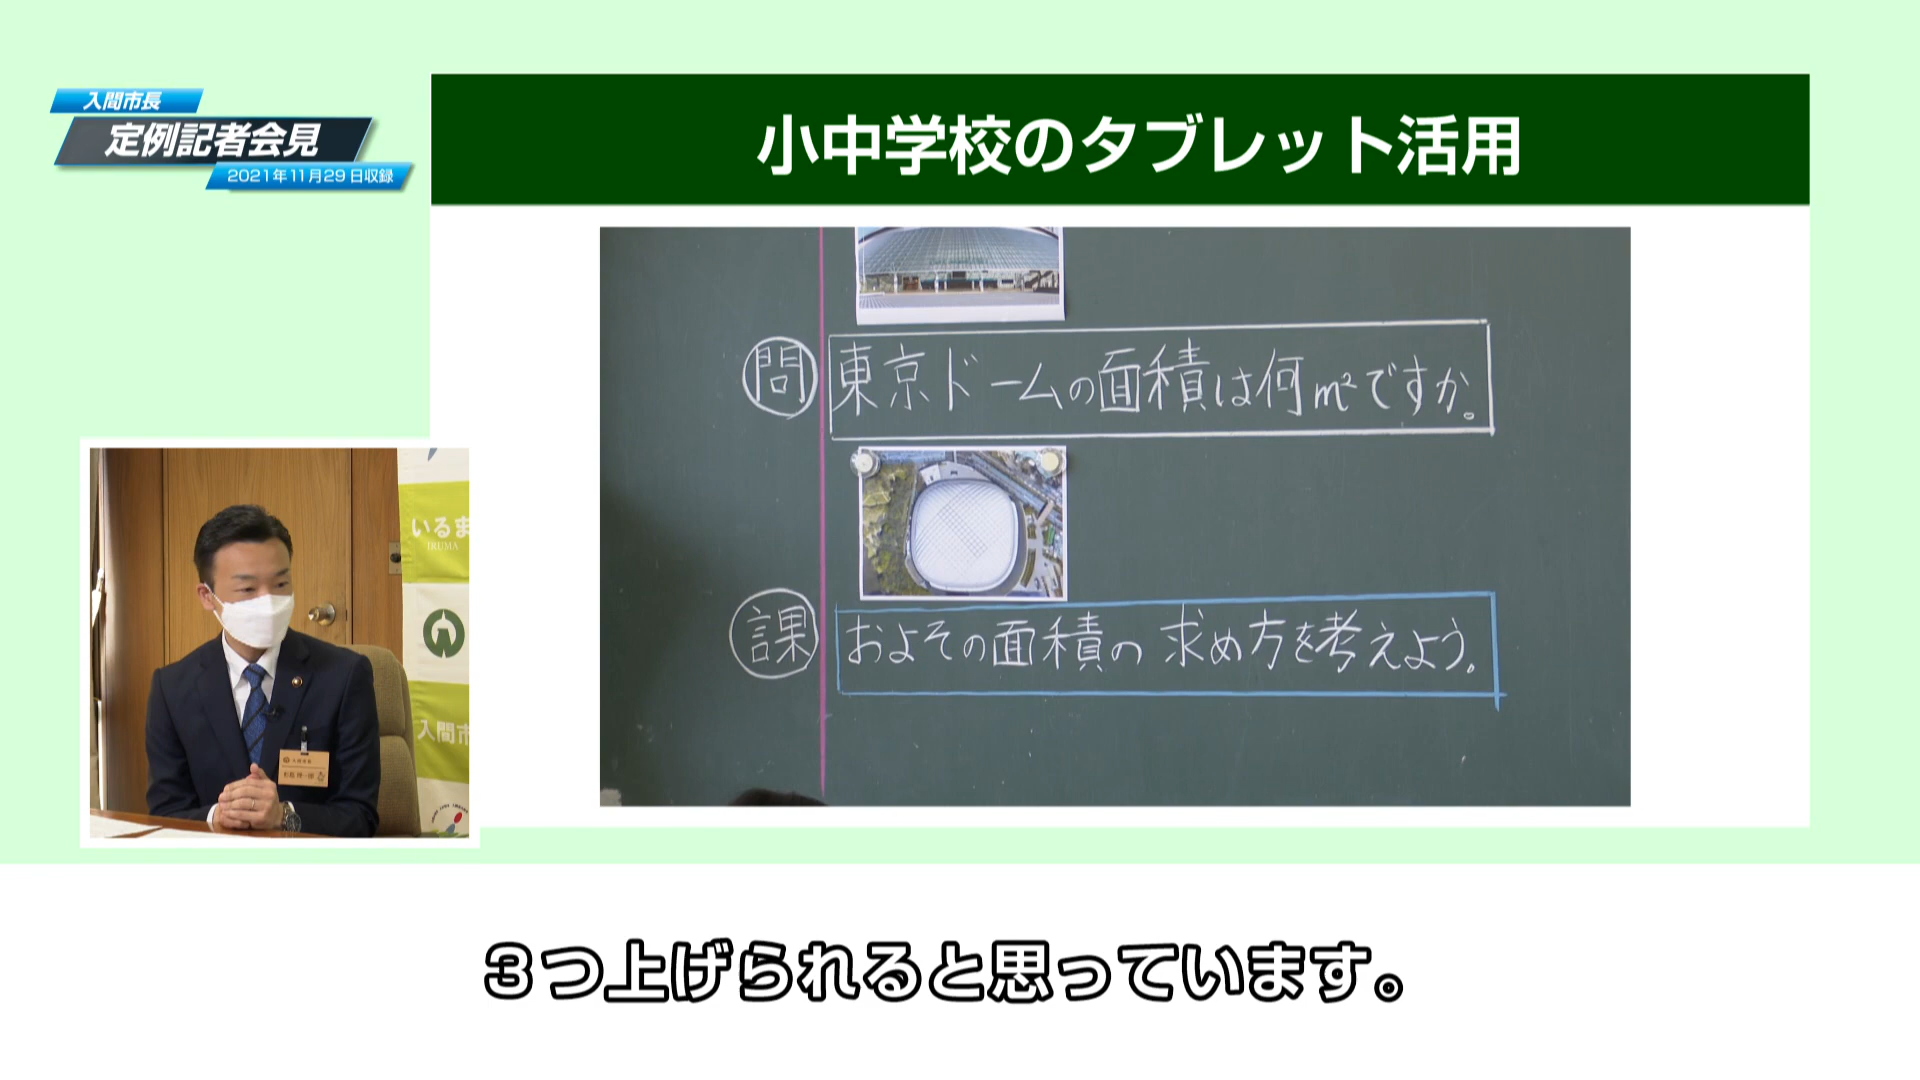 入間市長
定例記者会見
2021年11月29日収録
小中学校のタブレット活用
問
東京ドームの面積は何m²ですか。
課
およその面積の求め方を考えよう。
いるま
IRUMA
入間市
3つ上げられると思っています。